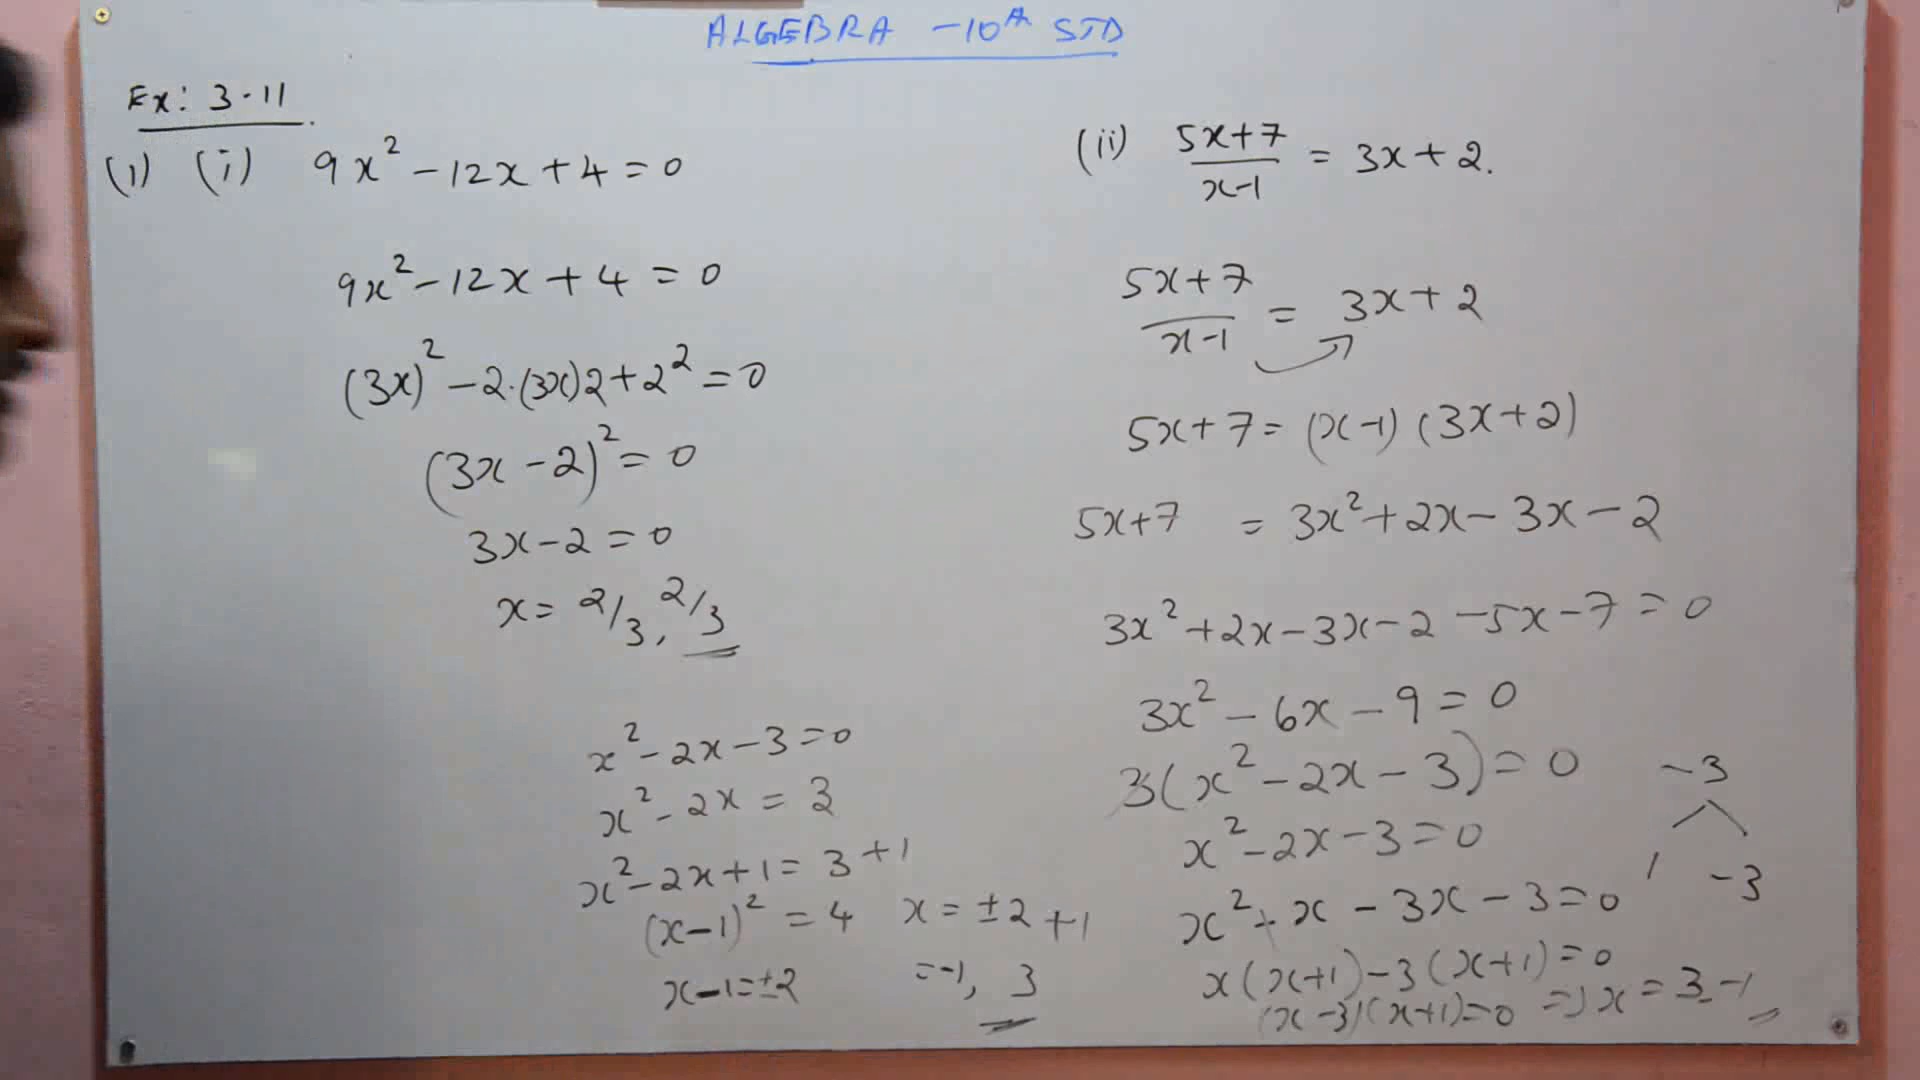 ALGEBRA - 10th STD
Ex: 3.11
(1) (i) 9x² - 12x + 4 = 0
9x² - 12x + 4 = 0
(3x)² - 2.(3x)2 + 2² = 0
(3x - 2)² = 0
3x - 2 = 0
x = 2/3, 2/3
x² - 2x - 3 = 0
x² - 2x = 3
x² - 2x + 1 = 3 + 1
(x - 1)² = 4
x - 1 = ±2
x = ±2 + 1
= -1, 3
(ii) 5x+7/x-1 = 3x + 2.
5x+7/x-1 = 3x + 2
5x + 7 = (x-1) (3x+2)
5x+7 = 3x² + 2x - 3x - 2
3x² + 2x - 3x - 2 - 5x - 7 = 0
3x² - 6x - 9 = 0
3(x² - 2x - 3) = 0
x² - 2x - 3 = 0
-3
1 -3
x² + x - 3x - 3 = 0
x(x+1) - 3(x+1) = 0
(x-3)(x+1) = 0 => x = 3, -1